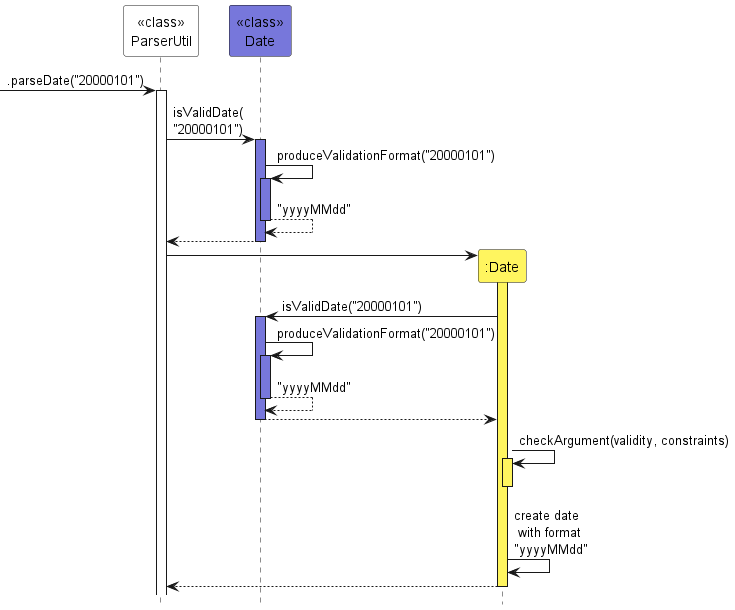 «class»
ParserUtil
«class»
Date
.parseDate("20000101")
isValidDate(
"20000101")
produceValidationFormat("20000101")
"yyyyMMdd"
:Date
isValidDate("20000101")
produceValidationFormat("20000101")
"yyyyMMdd"
checkArgument(validity, constraints)
create date
with format
"yyyyMMdd"